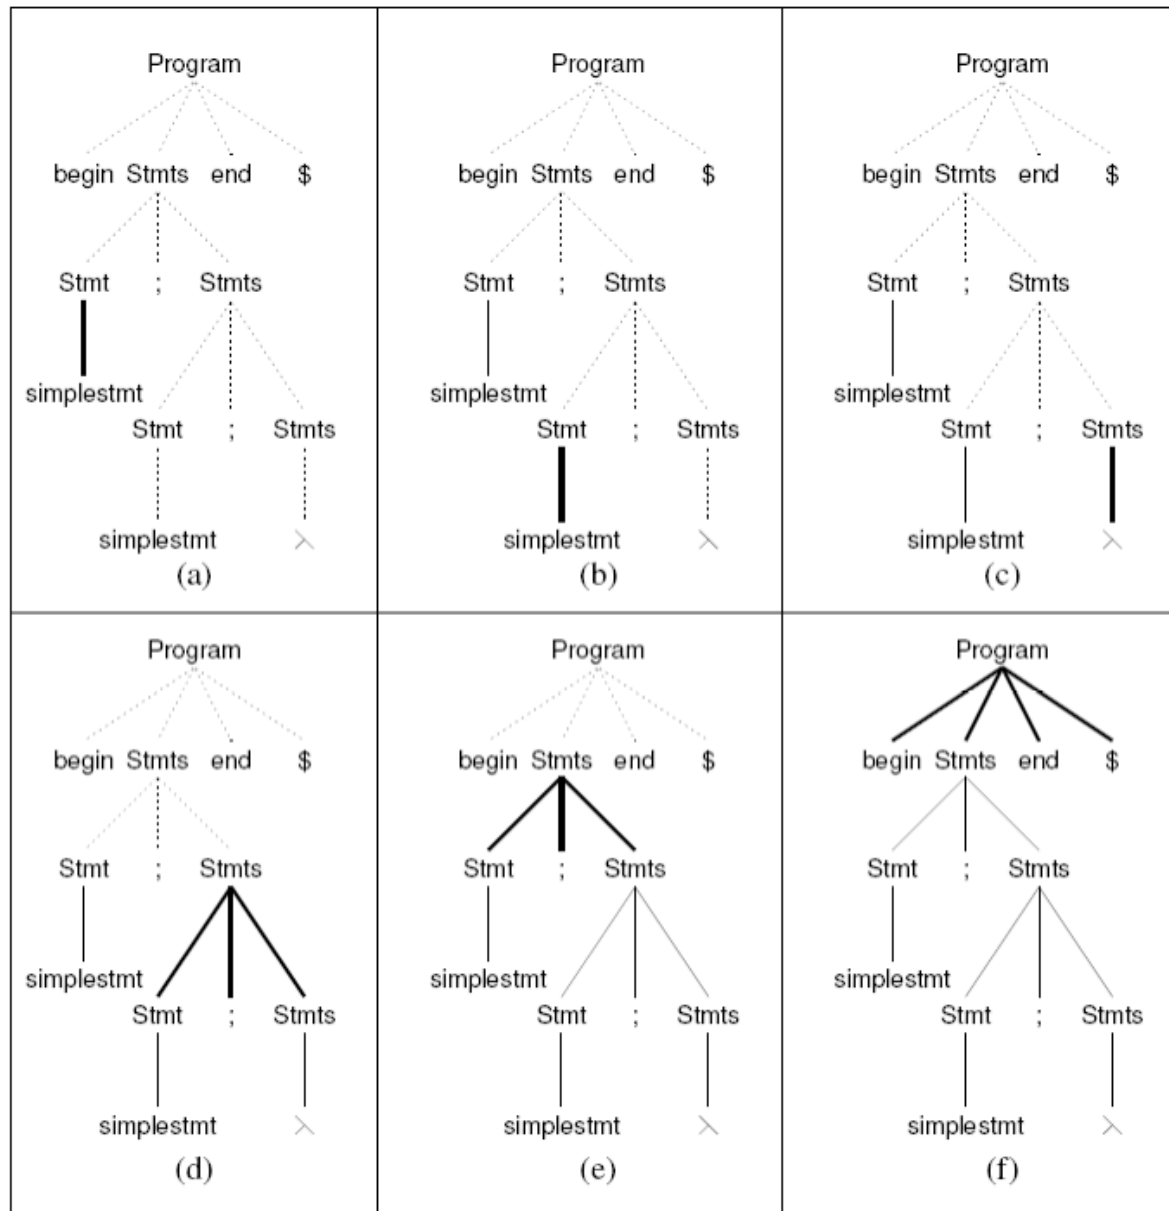 Program
begin Stmts end $
Stmt ; Stmts
simplestmt
Stmt ; Stmts
simplestmt λ
(a)
Program
begin Stmts end $
Stmt ; Stmts
simplestmt
Stmt ; Stmts
simplestmt λ
(b)
Program
begin Stmts end $
Stmt ; Stmts
simplestmt
Stmt ; Stmts
simplestmt λ
(c)
Program
begin Stmts end $
Stmt ; Stmts
simplestmt
Stmt ; Stmts
simplestmt λ
(d)
Program
begin Stmts end $
Stmt ; Stmts
simplestmt
Stmt ; Stmts
simplestmt λ
(e)
Program
begin Stmts end $
Stmt ; Stmts
simplestmt
Stmt ; Stmts
simplestmt λ
(f)